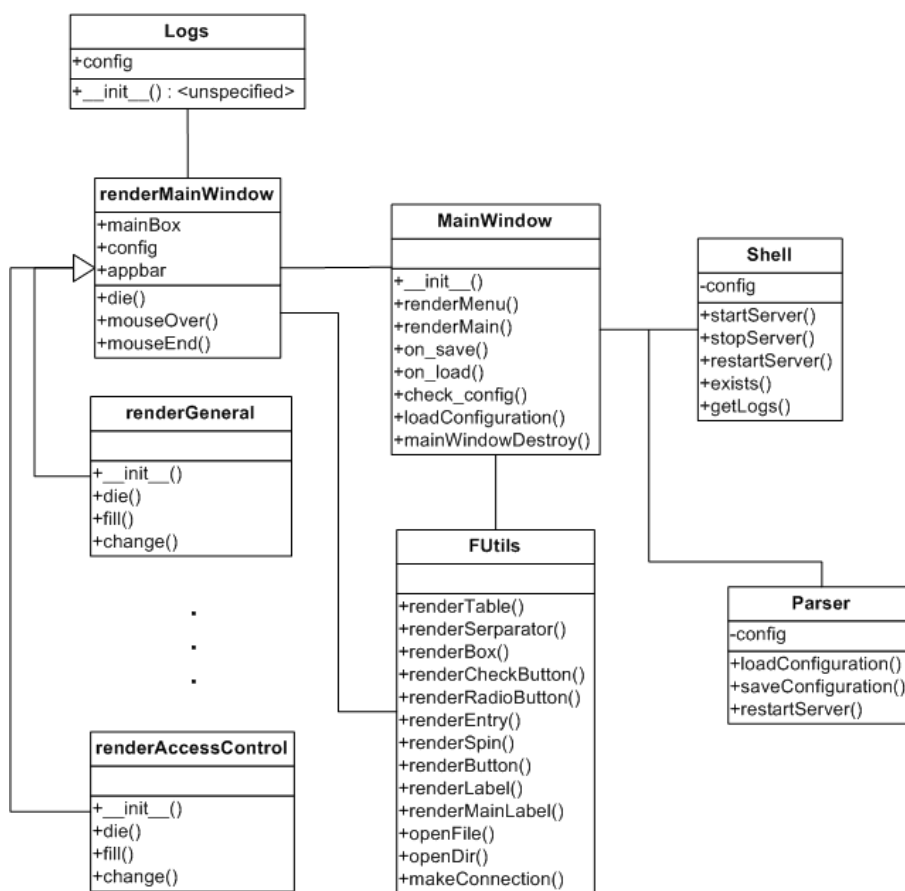 Logs
+config
+__init__() : <unspecified>
renderMainWindow
+mainBox
+config
+appbar
+die()
+mouseOver()
+mouseEnd()
MainWindow
+__init__()
+renderMenu()
+renderMain()
+on_save()
+on_load()
+check_config()
+loadConfiguration()
+mainWindowDestroy()
Shell
-config
+startServer()
+stopServer()
+restartServer()
+exists()
+getLogs()
renderGeneral
+__init__()
+die()
+fill()
+change()
FUtils
+renderTable()
+renderSerparator()
+renderBox()
+renderCheckButton()
+renderRadioButton()
+renderEntry()
+renderSpin()
+renderButton()
+renderLabel()
+renderMainLabel()
+openFile()
+openDir()
+makeConnection()
Parser
-config
+loadConfiguration()
+saveConfiguration()
+restartServer()
renderAccessControl
+__init__()
+die()
+fill()
+change()